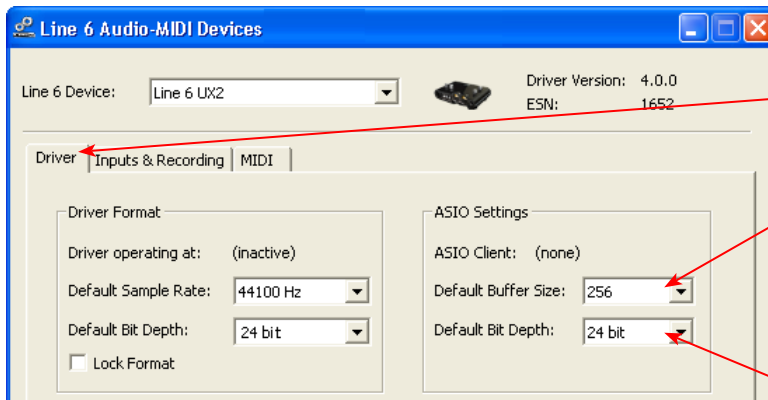 Line 6 Audio-MIDI Devices
Line 6 Device: Line 6 UX2
Driver Version: 4.0.0
ESN: 1652
Driver Inputs & Recording MIDI
Driver Format
Driver operating at: (inactive)
Default Sample Rate: 44100 Hz
Default Bit Depth: 24 bit
Lock Format
ASIO Settings
ASIO Client: (none)
Default Buffer Size: 256
Default Bit Depth: 24 bit